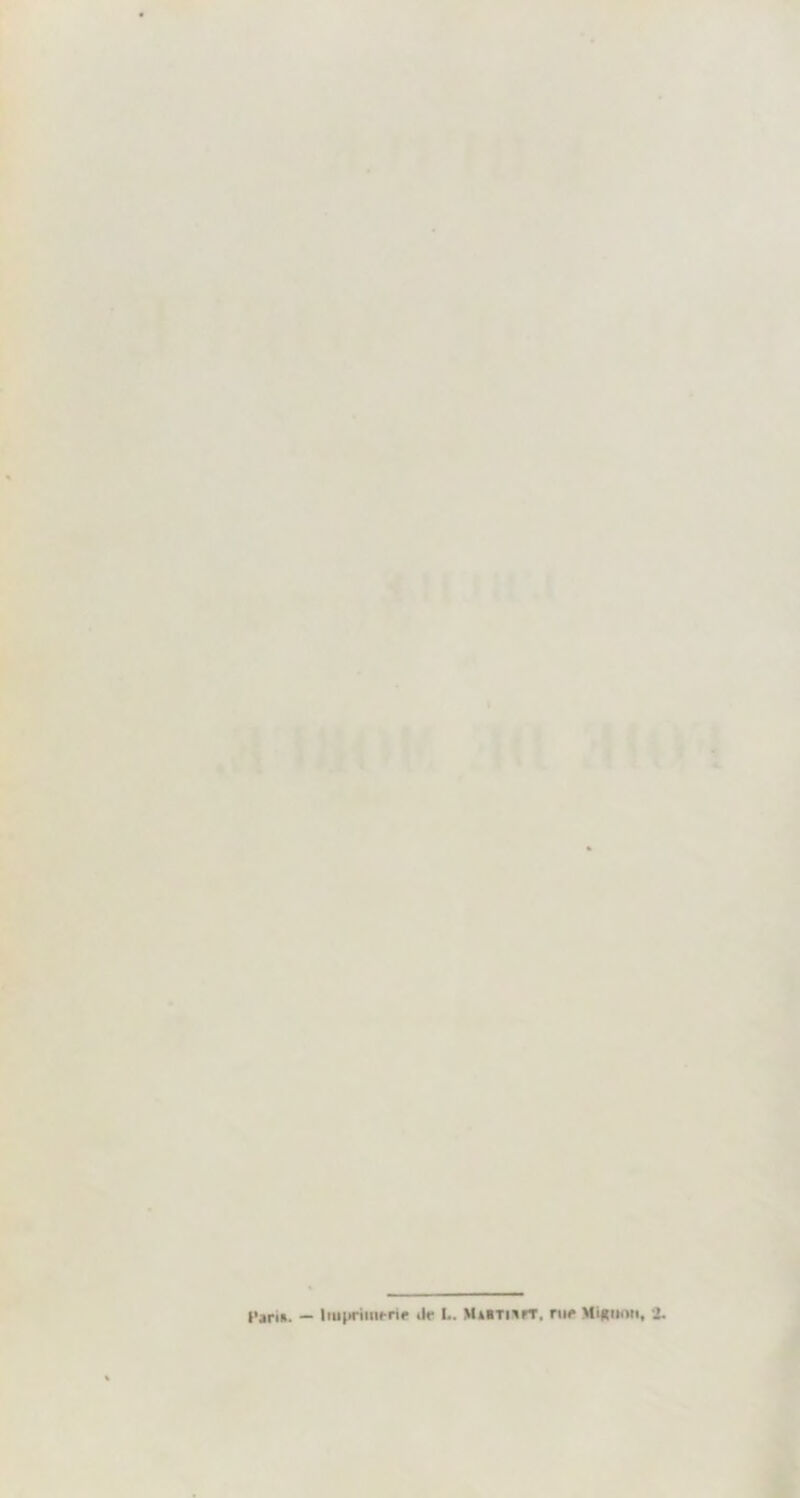 Paris. — Imprimerie de L. MARTINET, rue Mignon, 2.